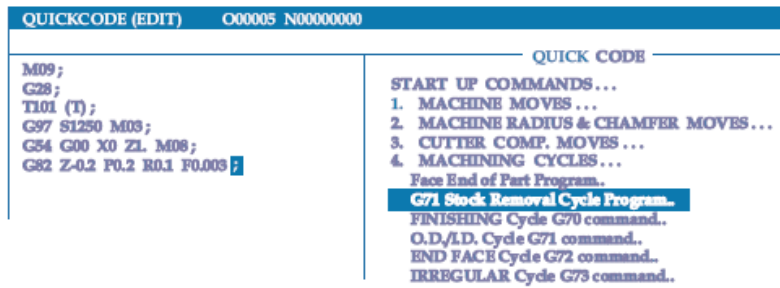 QUICKCODE (EDIT) O00005 N00000000
QUICK CODE
M09 ;
G28 ;
T101 (T) ;
G97 S1250 M03 ;
G54 G00 X0 Z1. M08 ;
G82 Z-0.2 P0.2 R0.1 F0.003 ;
START UP COMMANDS . . .
1. MACHINE MOVES . . .
2. MACHINE RADIUS & CHAMFER MOVES . . .
3. CUTTER COMP. MOVES . . .
4. MACHINING CYCLES . . .
Face End of Part Program..
G71 Stock Removal Cycle Program..
FINISHING Cycle G70 command..
O.D./I.D. Cycle G71 command..
END FACE Cycle G72 command..
IRREGULAR Cycle G73 command..